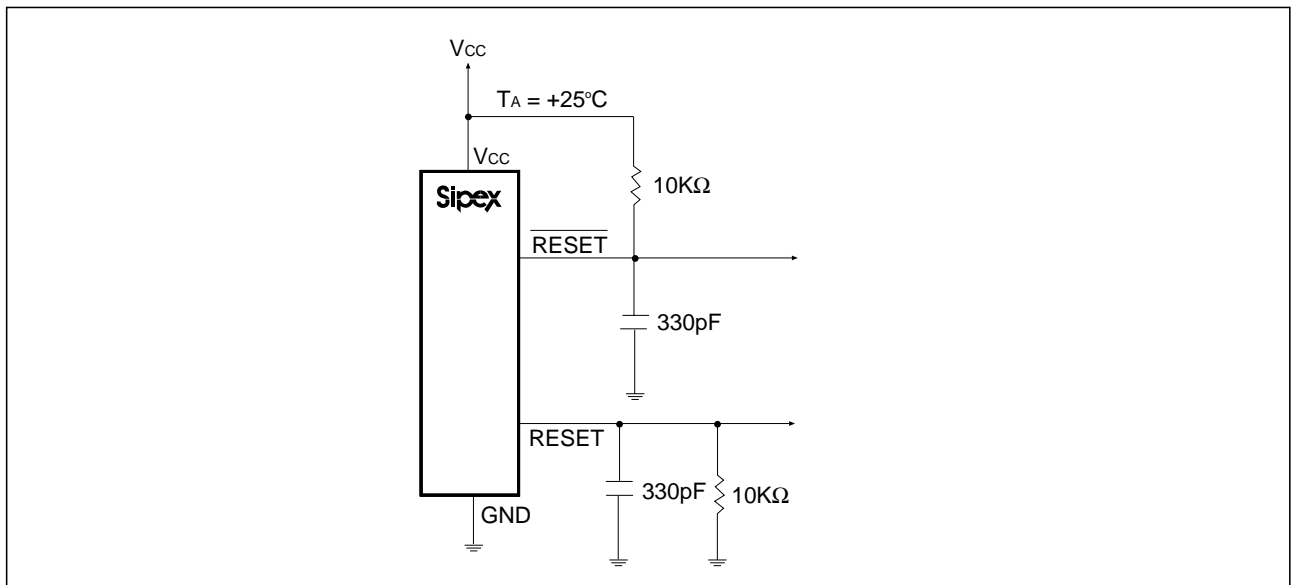 Vcc
TA = +25°C
Vcc
Sipex
10KΩ
RESET
330pF
RESET
330pF
10KΩ
GND